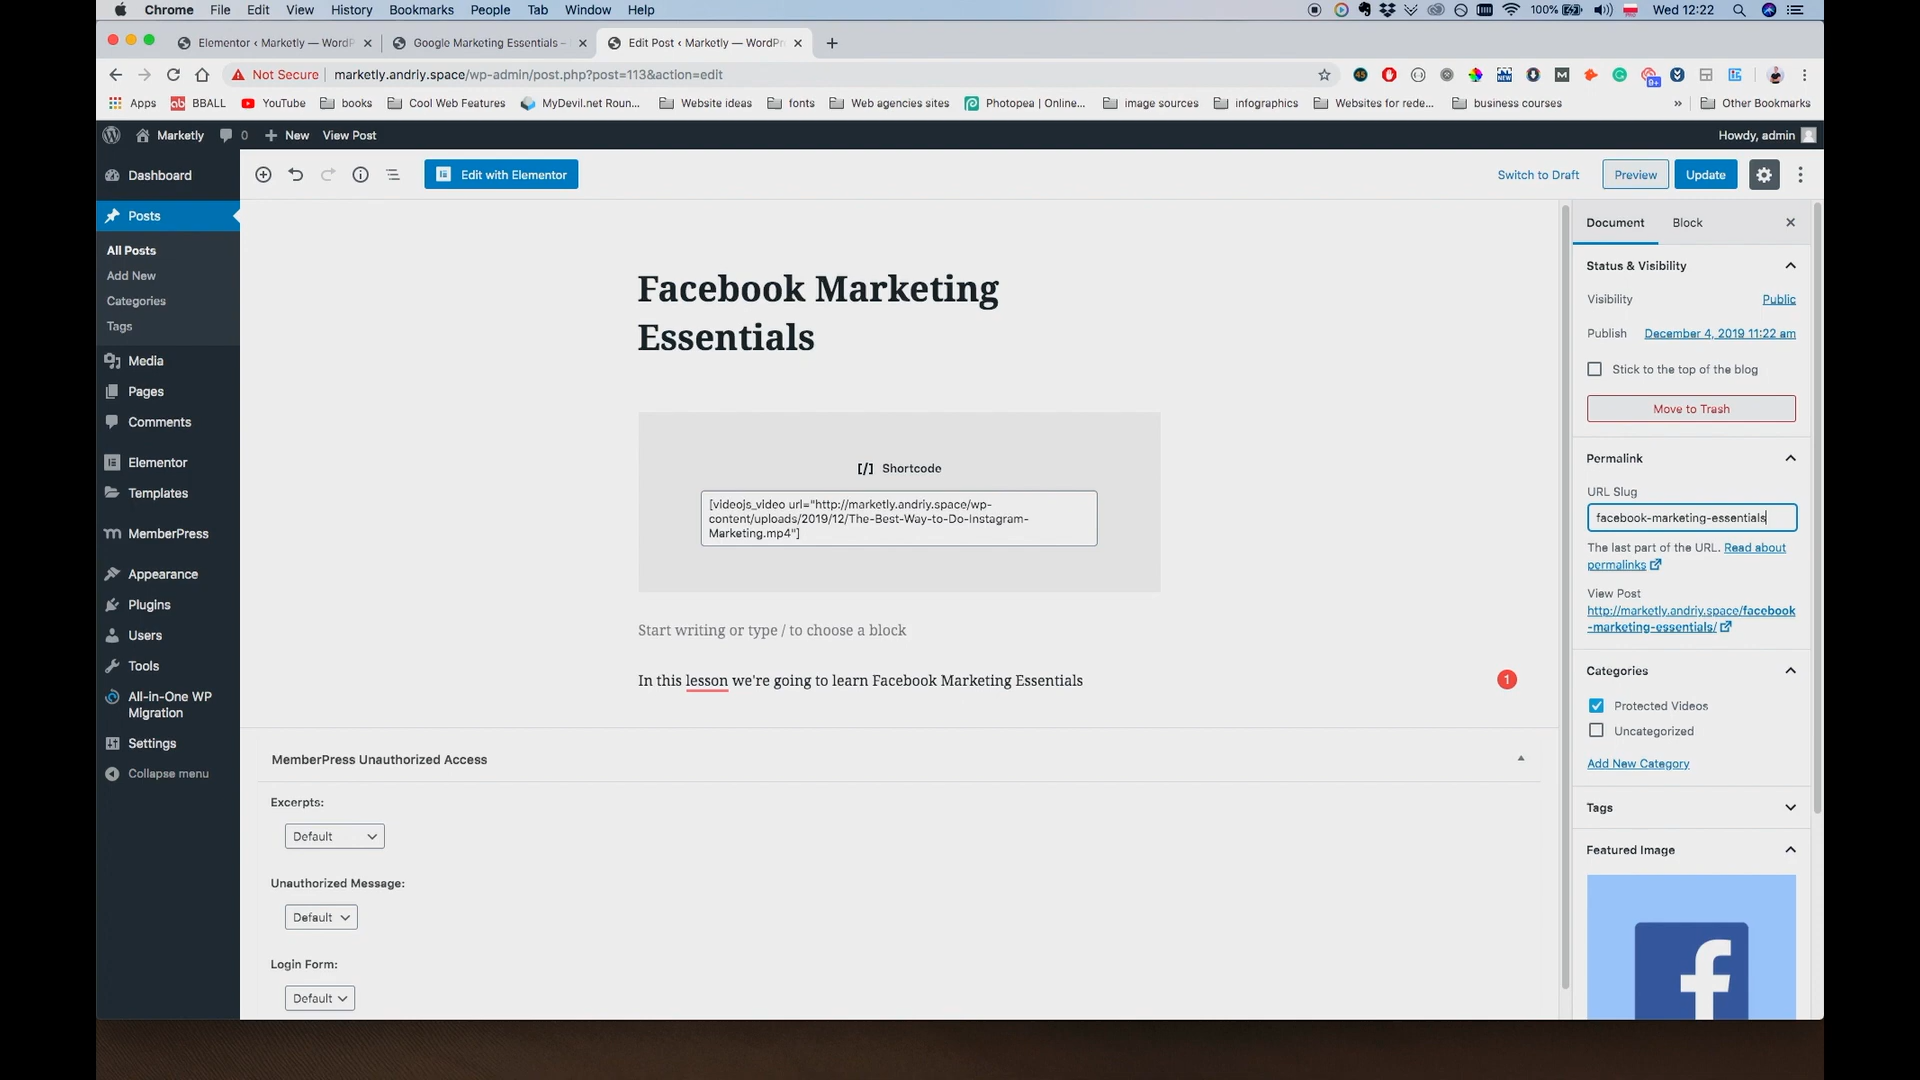 Chrome File Edit View History Bookmarks People Tab Window Help 100% Wed 12:22
Elementor ‹ Marketly — WordP
Google Marketing Essentials –
Edit Post ‹ Marketly — WordPr
Not Secure marketly.andriy.space/wp-admin/post.php?post=113&action=edit
Apps BBALL YouTube books Cool Web Features MyDevil.net Roun... Website ideas fonts Web agencies sites Photopea | Online... image sources infographics Websites for rede... business courses » Other Bookmarks
Marketly 0 New View Post Howdy, admin
Dashboard
Posts
All Posts
Add New
Categories
Tags
Media
Pages
Comments
Elementor
Templates
MemberPress
Appearance
Plugins
Users
Tools
All-in-One WP
Migration
Settings
Collapse menu
Edit with Elementor
Switch to Draft Preview Update
Facebook Marketing
Essentials
[/] Shortcode
[videojs_video url="http://marketly.andriy.space/wp-
content/uploads/2019/12/The-Best-Way-to-Do-Instagram-
Marketing.mp4"]
Start writing or type / to choose a block
In this lesson we're going to learn Facebook Marketing Essentials
1
MemberPress Unauthorized Access
Excerpts:
Default
Unauthorized Message:
Default
Login Form:
Default
Document Block
Status & Visibility
Visibility Public
Publish December 4, 2019 11:22 am
Stick to the top of the blog
Move to Trash
Permalink
URL Slug
facebook-marketing-essentials
The last part of the URL. Read about
permalinks
View Post
http://marketly.andriy.space/facebook
-marketing-essentials/
Categories
Protected Videos
Uncategorized
Add New Category
Tags
Featured Image